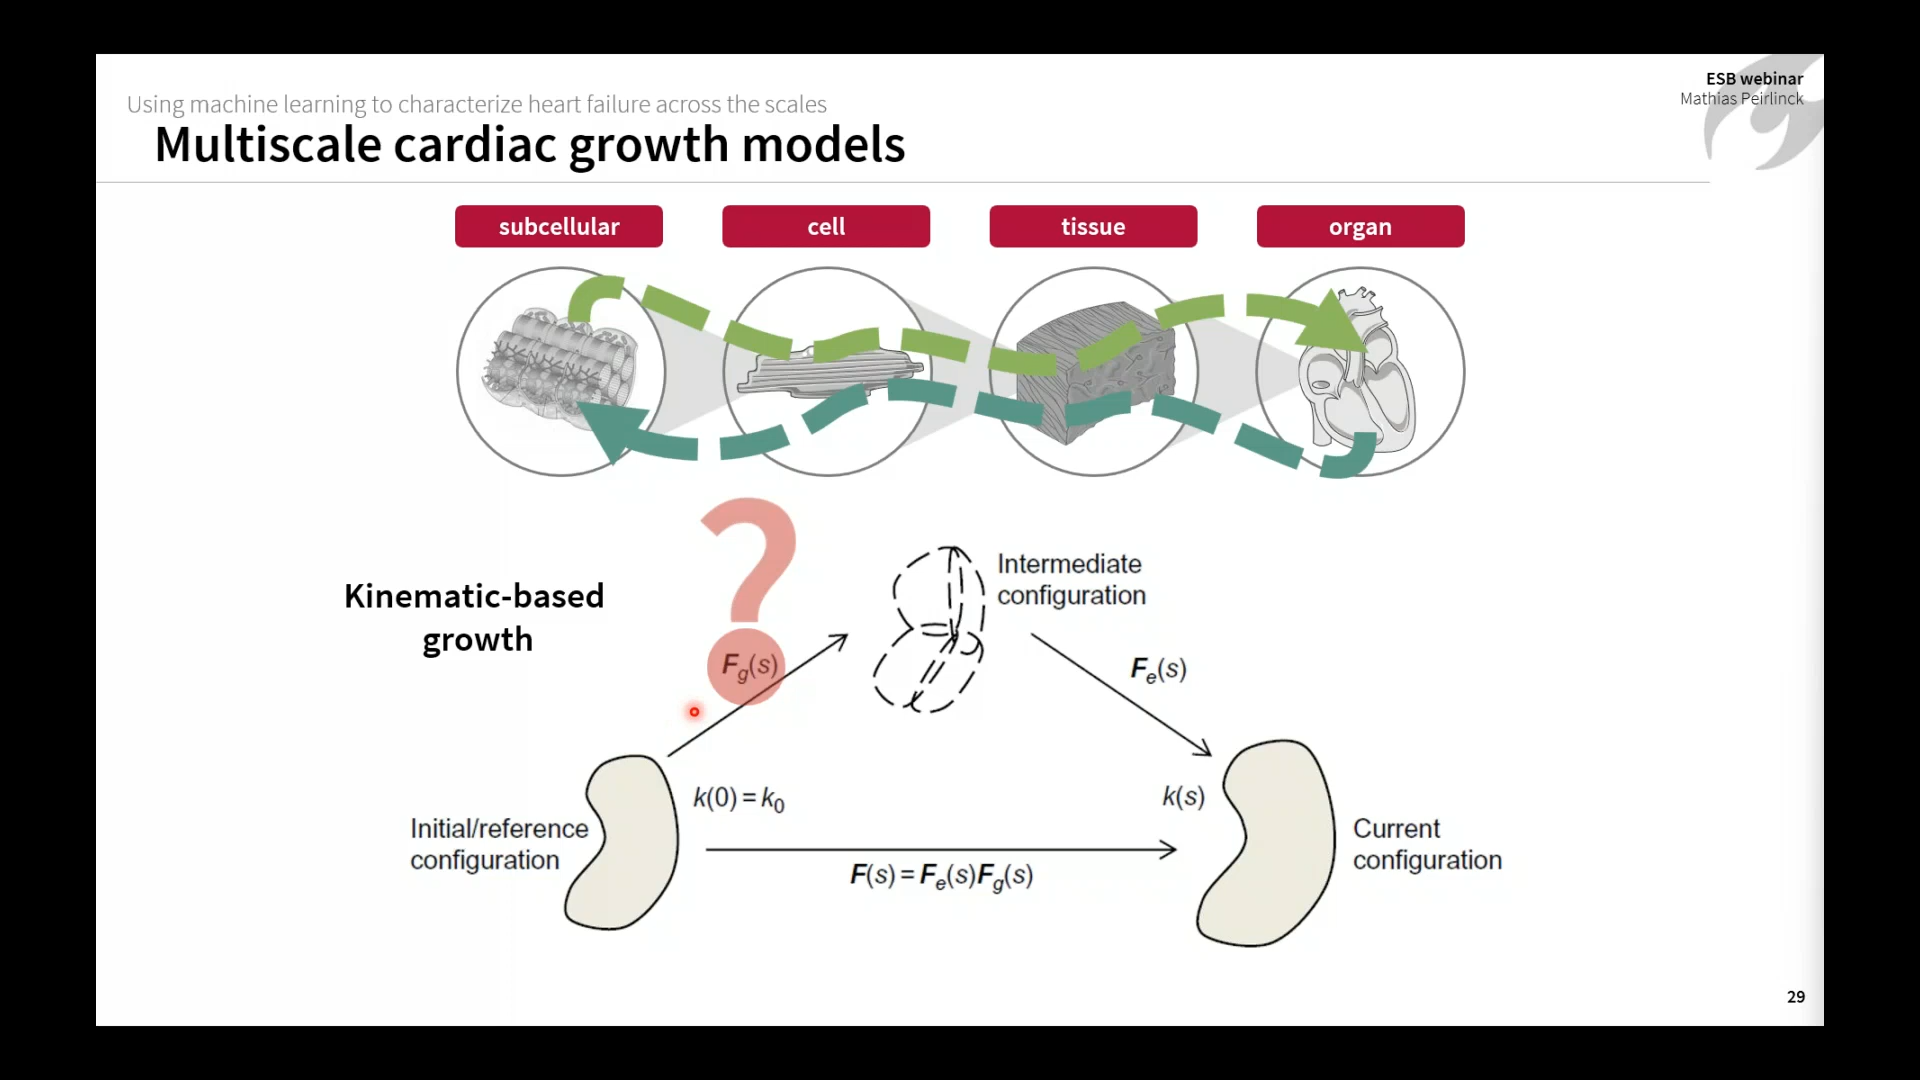 ESB webinar
Mathias Peirlinck
Using machine learning to characterize heart failure across the scales
Multiscale cardiac growth models
subcellular
cell
tissue
organ
?
Kinematic-based
growth
Intermediate
configuration
Fg(s)
Fe(s)
k(0) = k0
k(s)
Initial/reference
configuration
Current
configuration
F(s) = Fe(s)Fg(s)
29